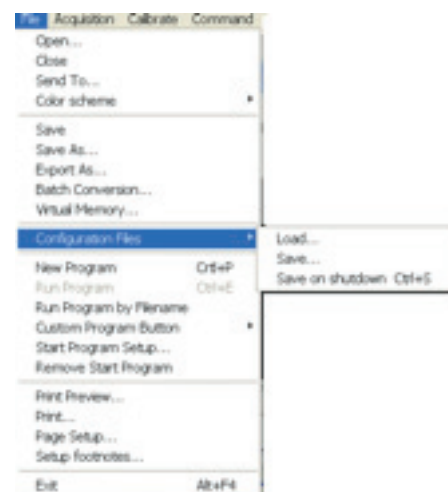 File Acquisition Calibrate Command
Open...
Close
Send To...
Color scheme
Save
Save As...
Export As...
Batch Conversion...
Virtual Memory...
Configuration Files
Load...
Save...
Save on shutdown Ctrl+S
New Program Crtl+P
Run Program Ctrl+E
Run Program by Filename
Custom Program Button
Start Program Setup...
Remove Start Program
Print Preview...
Print...
Page Setup...
Setup footnotes...
Exit Alt+F4